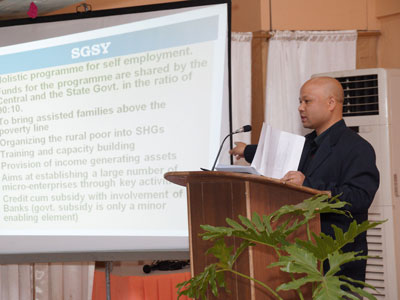 SGSY
Holistic programme for self employment.
Funds for the programme are shared by the
Central and the State Govt. in the ratio of
90:10.
To bring assisted families above the
poverty line
Organizing the rural poor into SHGs
Training and capacity building
Provision of income generating assets
Aims at establishing a large number of
micro-enterprises through key activities
Credit cum subsidy with involvement of
Banks (govt. subsidy is only a minor
enabling element)